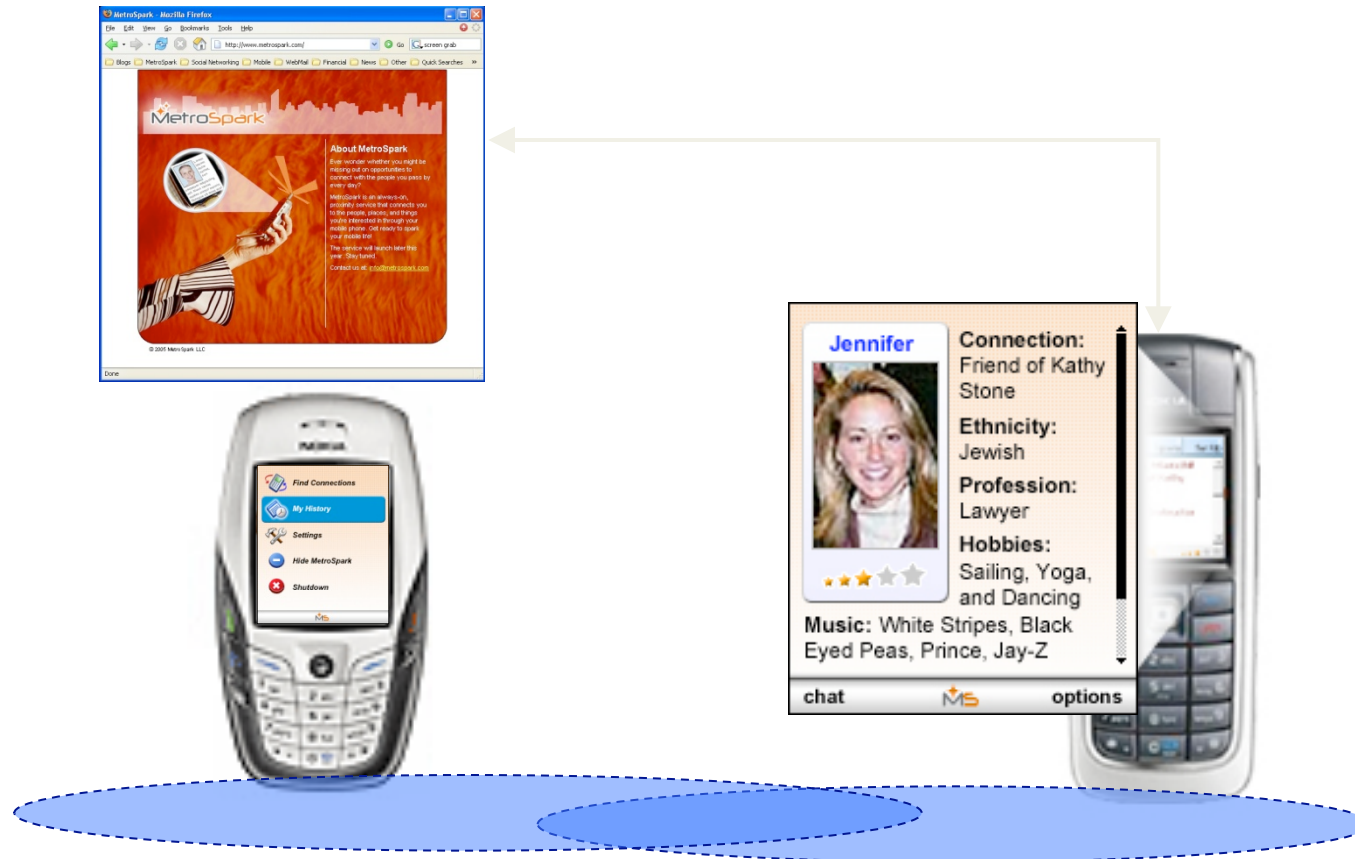 MetroSpark - Mozilla Firefox
File Edit View Go Bookmarks Tools Help
http://www.metrospark.com/ Go screen grab
Blogs MetroSpark Social Networking Mobile WebMail Financial News Other Quick Searches »
MetroSpark
About MetroSpark
Ever wonder whether you might be
missing out on opportunities to
connect with the people you pass by
every day?
MetroSpark is an always-on,
proximity service that connects you
to the people, places, and things
you're interested in through your
mobile phone. Get ready to spark
your mobile life!
The service will launch later this
year. Stay tuned.
Contact us at: info@metrospark.com
© 2005 MetroSpark LLC
Done
NOKIA
Find Connections
My History
Settings
Hide MetroSpark
Shutdown
MS
Jennifer
Connection:
Friend of Kathy
Stone
Ethnicity:
Jewish
Profession:
Lawyer
Hobbies:
Sailing, Yoga,
and Dancing
Music: White Stripes, Black
Eyed Peas, Prince, Jay-Z
chat MS options